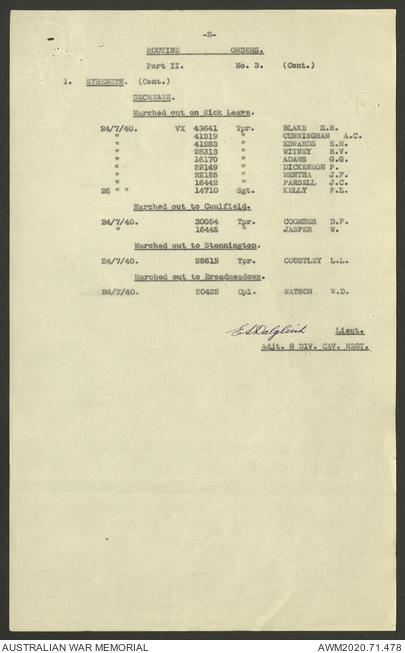 -2-
ROUTINE ORDERS.
Part II. No. 3. (Cont.)
1. STRENGTH. (Cont.)
DECREASE.
Marched out on Sick Leave.
24/7/40. VX 43641 Tpr. BLAKE E.R.
" 41319 " CUNNINGHAM A.C.
" 41283 " EDWARDS E.M.
" 28313 " WITNEY R.V.
" 16170 " ADAMS G.G.
" 22149 " DICKENSON P.
" 22185 " MENTHA J.F.
" 16442 " PARSELL J.C.
26 " " 14710 Sgt. KELLY P.L.
Marched out to Caulfield.
24/7/40. 30054 Tpr. COOMBES D.P.
" 16445 " JASPER W.
Marched out to Stonnington.
24/7/40. 28612 Tpr. COUSTLEY L.L.
Marched out to Broadmeadown.
24/7/40. 20422 Cpl. WATSON W.D.
E S Dalgleish Lieut.
Adjt. 8 DIV. CAV. REGT.
AUSTRALIAN WAR MEMORIAL AWM2020.71.478